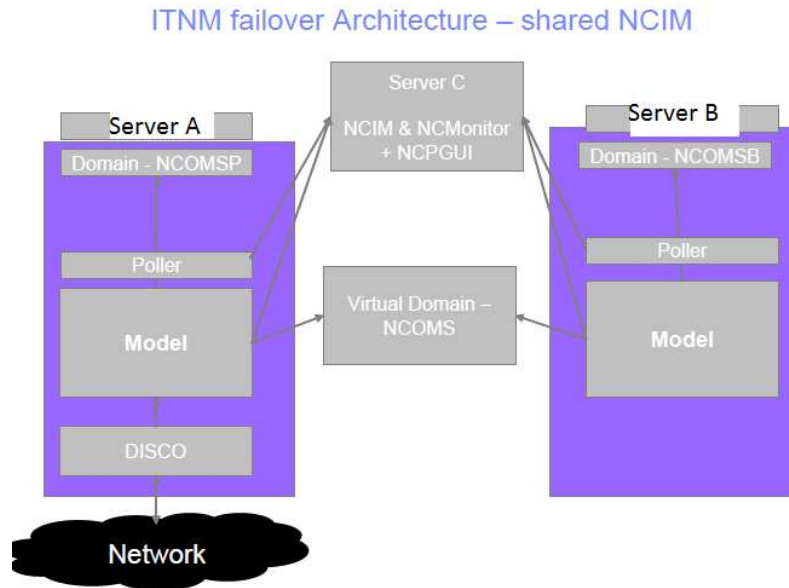 ITNM failover Architecture – shared NCIM
Server A
Domain - NCOMSP
Poller
Model
DISCO
Network
Server C
NCIM & NCMonitor
+ NCPGUI
Virtual Domain –
NCOMS
Server B
Domain - NCOMSB
Poller
Model